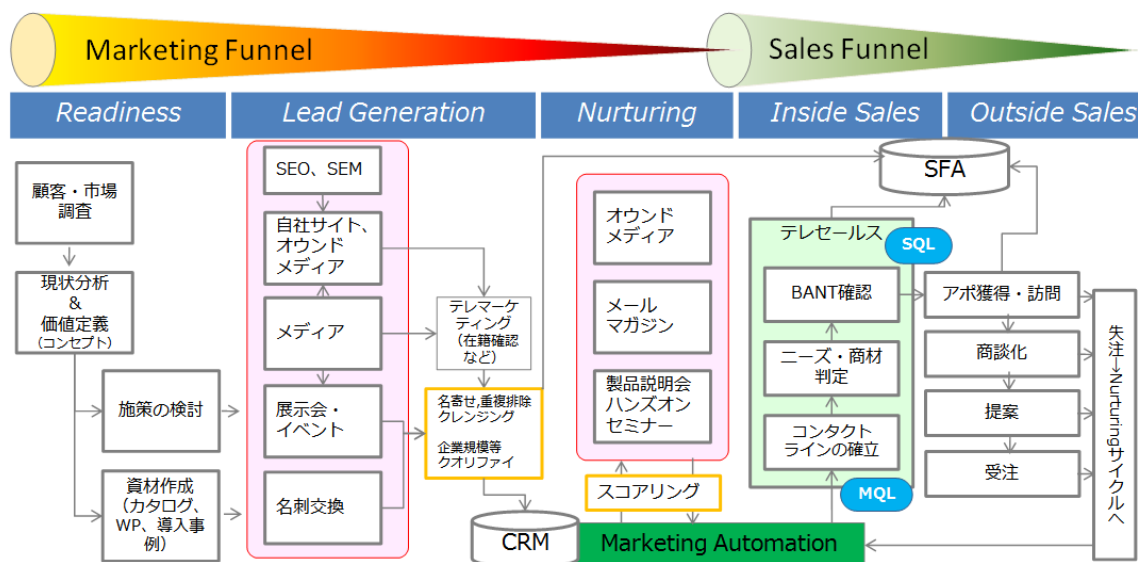 Marketing Funnel
Sales Funnel
Readiness
Lead Generation
Nurturing
Inside Sales
Outside Sales
顧客・市場
調査
現状分析
&
価値定義
(コンセプト)
施策の検討
資材作成
(カタログ、
WP、導入事
例)
SEO、SEM
自社サイト、
オウンド
メディア
メディア
展示会・
イベント
名刺交換
テレマーケ
ティング
(在籍確認
など)
名寄せ,重複排除
クレンジング
企業規模等
クオリファイ
CRM
オウンド
メディア
メール
マガジン
製品説明会
ハンズオン
セミナー
スコアリング
Marketing Automation
SFA
テレセールス
SQL
BANT確認
ニーズ・商材
判定
コンタクト
ラインの確立
MQL
アポ獲得・訪問
商談化
提案
受注
失注→Nurturingサイクルへ